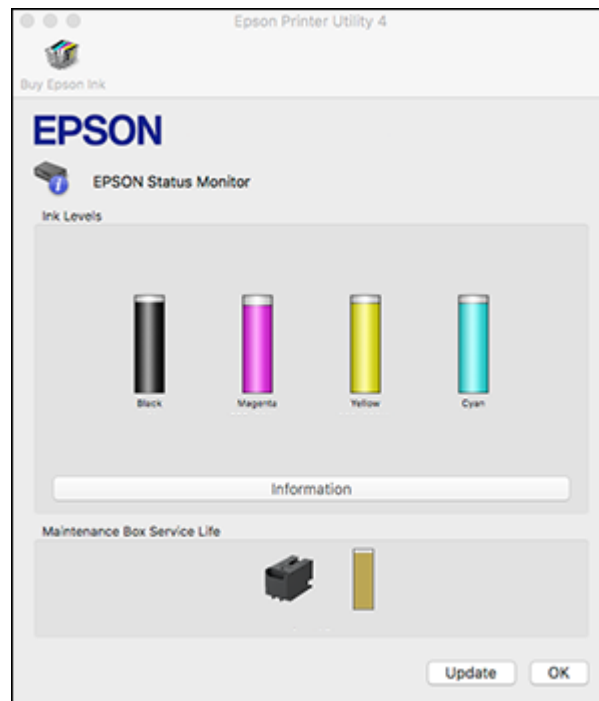 Epson Printer Utility 4
Buy Epson Ink
EPSON
EPSON Status Monitor
Ink Levels
Black
Magenta
Yellow
Cyan
Information
Maintenance Box Service Life
Update
OK